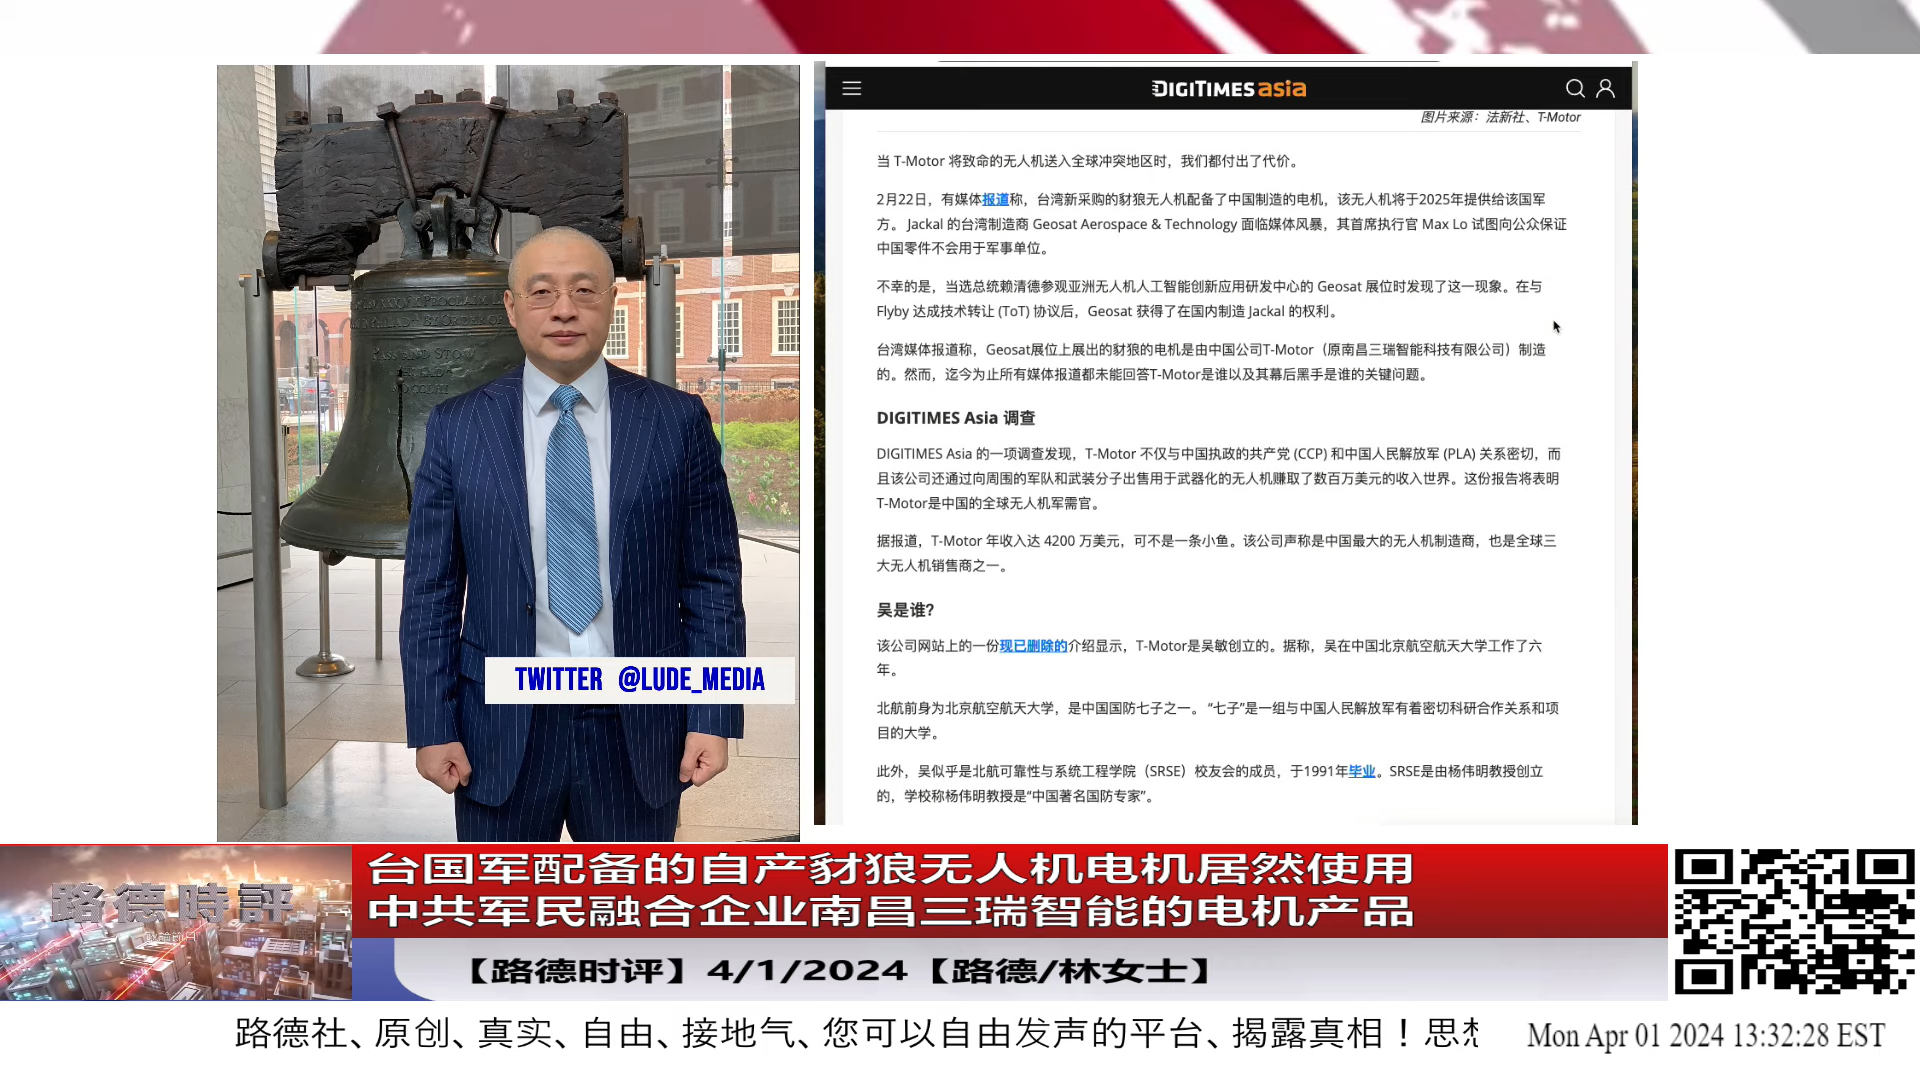 DIGITIMES asia
图片来源：法新社、T-Motor
当 T-Motor 将致命的无人机送入全球冲突地区时，我们都付出了代价。
2月22日，有媒体报道称，台湾新采购的豺狼无人机配备了中国制造的电机，该无人机将于2025年提供给该国军
方。 Jackal 的台湾制造商 Geosat Aerospace & Technology 面临媒体风暴，其首席执行官 Max Lo 试图向公众保证
中国零件不会用于军事单位。
不幸的是，当选总统赖清德参观亚洲无人机人工智能创新应用研发中心的 Geosat 展位时发现了这一现象。在与
Flyby 达成技术转让 (ToT) 协议后，Geosat 获得了在国内制造 Jackal 的权利。
台湾媒体报道称，Geosat展位上展出的豺狼的电机是由中国公司T-Motor（原南昌三瑞智能科技有限公司）制造
的。然而，迄今为止所有媒体报道都未能回答T-Motor是谁以及其幕后黑手是谁的关键问题。
DIGITIMES Asia 调查
DIGITIMES Asia 的一项调查发现，T-Motor 不仅与中国执政的共产党 (CCP) 和中国人民解放军 (PLA) 关系密切，而
且该公司还通过向周围的军队和武装分子出售用于武器化的无人机赚取了数百万美元的收入世界。这份报告将表明
T-Motor是中国的全球无人机军需官。
据报道，T-Motor 年收入达 4200 万美元，可不是一条小鱼。该公司声称是中国最大的无人机制造商，也是全球三
大无人机销售商之一。
吴是谁?
该公司网站上的一份现已删除的介绍显示，T-Motor是吴敏创立的。据称，吴在中国北京航空航天大学工作了六
年。
北航前身为北京航空航天大学，是中国国防七子之一。 “七子”是一组与中国人民解放军有着密切科研合作关系和项
目的大学。
此外，吴似乎是北航可靠性与系统工程学院（SRSE）校友会的成员，于1991年毕业。SRSE是由杨伟明教授创立
的，学校称杨伟明教授是“中国著名国防专家”。
TWITTER @LUDE_MEDIA
路德時評
台国军配备的自产豺狼无人机电机居然使用
中共军民融合企业南昌三瑞智能的电机产品
【路德时评】4/1/2024【路德/林女士】
路德社、原创、真实、自由、接地气、您可以自由发声的平台、揭露真相！思想
Mon Apr 01 2024 13:32:28 EST